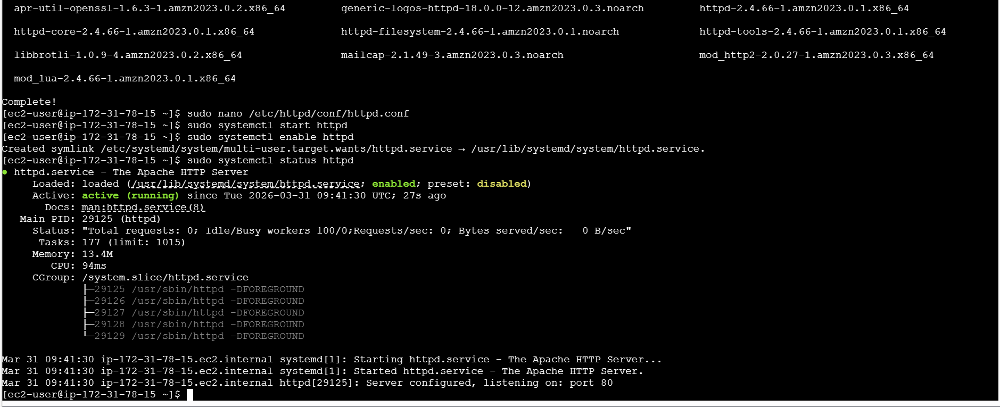 apr-util-openssl-1.6.3-1.amzn2023.0.2.x86_64 generic-logos-httpd-18.0.0-12.amzn2023.0.3.noarch httpd-2.4.66-1.amzn2023.0.1.x86_64
httpd-core-2.4.66-1.amzn2023.0.1.x86_64 httpd-filesystem-2.4.66-1.amzn2023.0.1.noarch httpd-tools-2.4.66-1.amzn2023.0.1.x86_64
libbrotli-1.0.9-4.amzn2023.0.2.x86_64 mailcap-2.1.49-3.amzn2023.0.3.noarch mod_http2-2.0.27-1.amzn2023.0.3.x86_64
mod_lua-2.4.66-1.amzn2023.0.1.x86_64
Complete!
[ec2-user@ip-172-31-78-15 ~]$ sudo nano /etc/httpd/conf/httpd.conf
[ec2-user@ip-172-31-78-15 ~]$ sudo systemctl start httpd
[ec2-user@ip-172-31-78-15 ~]$ sudo systemctl enable httpd
Created symlink /etc/systemd/system/multi-user.target.wants/httpd.service → /usr/lib/systemd/system/httpd.service.
[ec2-user@ip-172-31-78-15 ~]$ sudo systemctl status httpd
● httpd.service - The Apache HTTP Server
Loaded: loaded (/usr/lib/systemd/system/httpd.service; enabled; preset: disabled)
Active: active (running) since Tue 2026-03-31 09:41:30 UTC; 27s ago
Docs: man:httpd.service(8)
Main PID: 29125 (httpd)
Status: "Total requests: 0; Idle/Busy workers 100/0;Requests/sec: 0; Bytes served/sec:   0 B/sec"
Tasks: 177 (limit: 1015)
Memory: 13.4M
CPU: 94ms
CGroup: /system.slice/httpd.service
├─29125 /usr/sbin/httpd -DFOREGROUND
├─29126 /usr/sbin/httpd -DFOREGROUND
├─29127 /usr/sbin/httpd -DFOREGROUND
├─29128 /usr/sbin/httpd -DFOREGROUND
└─29129 /usr/sbin/httpd -DFOREGROUND
Mar 31 09:41:30 ip-172-31-78-15.ec2.internal systemd[1]: Starting httpd.service - The Apache HTTP Server...
Mar 31 09:41:30 ip-172-31-78-15.ec2.internal systemd[1]: Started httpd.service - The Apache HTTP Server.
Mar 31 09:41:30 ip-172-31-78-15.ec2.internal httpd[29125]: Server configured, listening on: port 80
[ec2-user@ip-172-31-78-15 ~]$